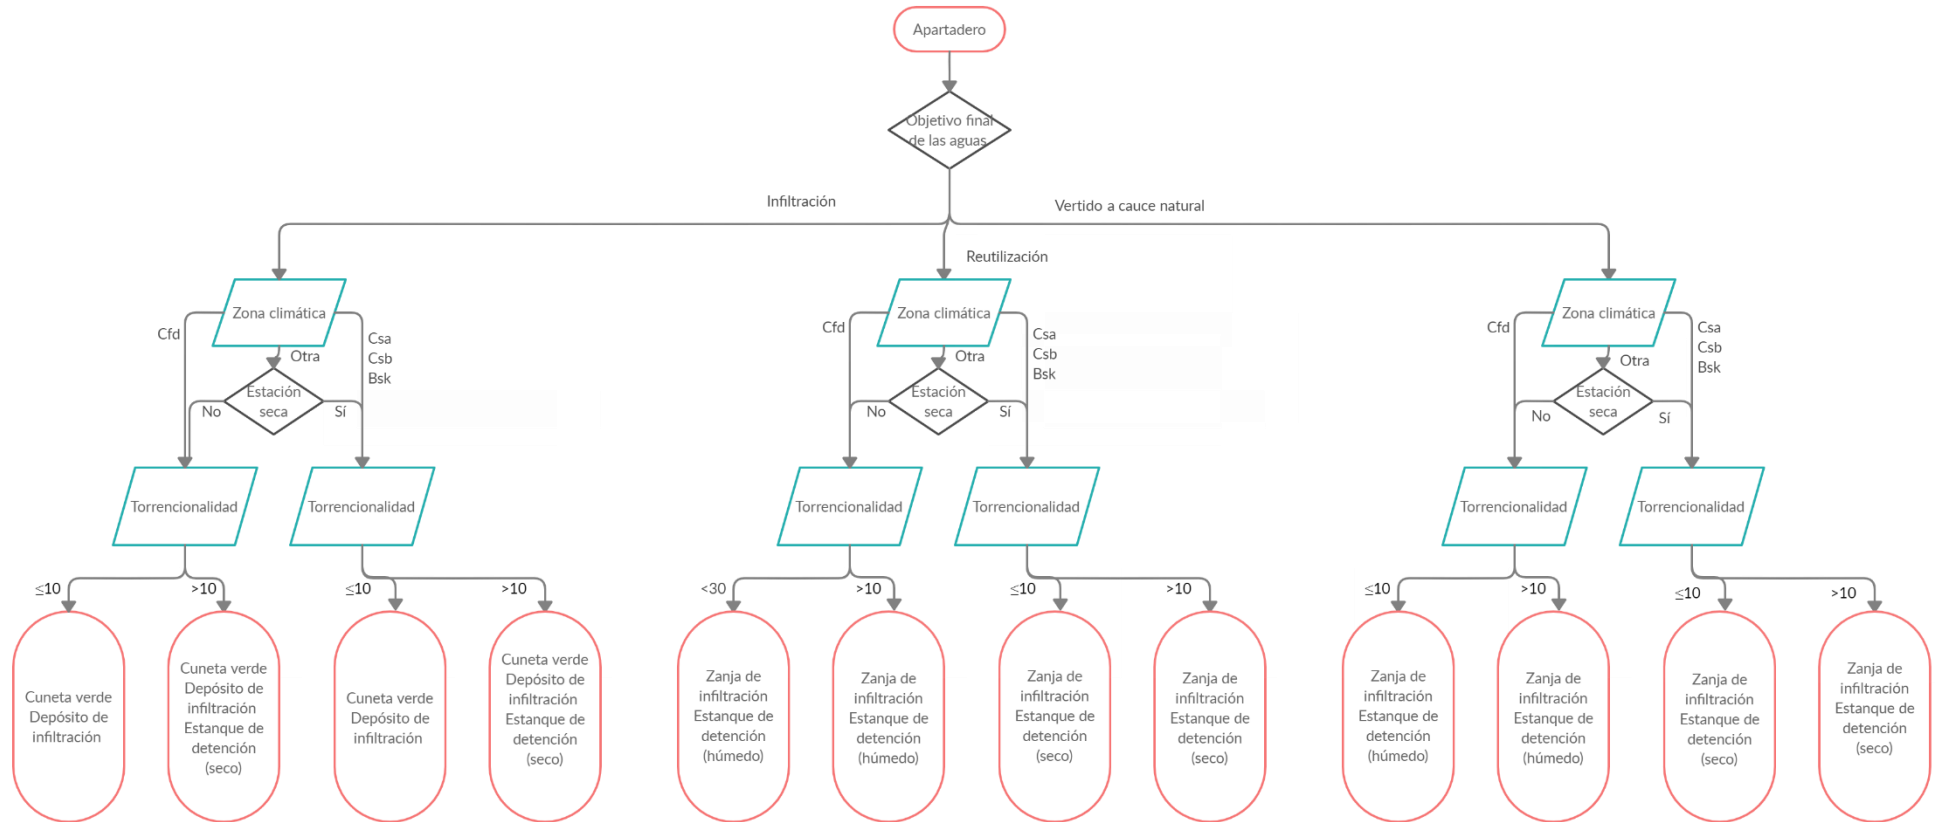 Apartadero
Objetivo final
de las aguas
Infiltración
Vertido a cauce natural
Reutilización
Zona climática
Cfd
Otra
Csa
Csb
Bsk
Estación
seca
No
Sí
Torrencionalidad
Torrencionalidad
≤10
>10
≤10
>10
Cuneta verde
Depósito de
infiltración
Cuneta verde
Depósito de
infiltración
Estanque de
detención
(seco)
Cuneta verde
Depósito de
infiltración
Cuneta verde
Depósito de
infiltración
Estanque de
detención
(seco)
Zona climática
Cfd
Otra
Csa
Csb
Bsk
Estación
seca
No
Sí
Torrencionalidad
Torrencionalidad
<30
>10
≤10
>10
Zanja de
infiltración
Estanque de
detención
(húmedo)
Zanja de
infiltración
Estanque de
detención
(húmedo)
Zanja de
infiltración
Estanque de
detención
(seco)
Zanja de
infiltración
Estanque de
detención
(seco)
Zona climática
Cfd
Otra
Csa
Csb
Bsk
Estación
seca
No
Sí
Torrencionalidad
Torrencionalidad
≤10
>10
≤10
>10
Zanja de
infiltración
Estanque de
detención
(húmedo)
Zanja de
infiltración
Estanque de
detención
(húmedo)
Zanja de
infiltración
Estanque de
detención
(seco)
Zanja de
infiltración
Estanque de
detención
(seco)